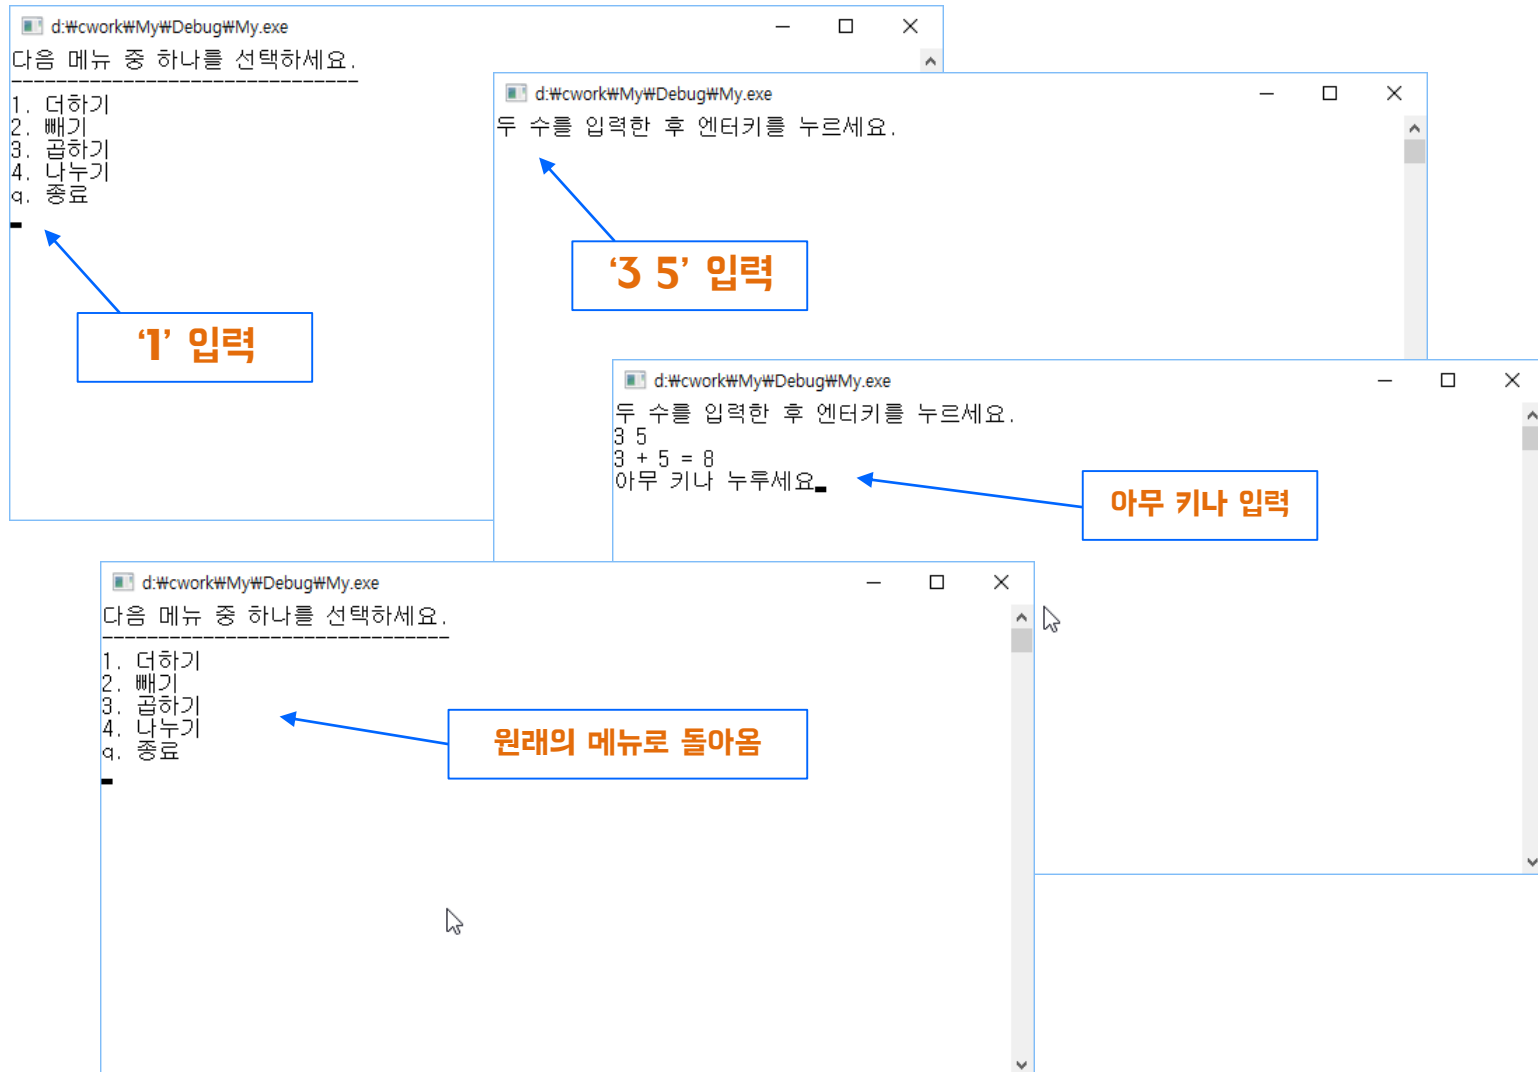 d:₩cwork₩My₩Debug₩My.exe
다음 메뉴 중 하나를 선택하세요.
-------------------------------
1. 더하기
2. 빼기
3. 곱하기
4. 나누기
q. 종료
‘1’ 입력
d:₩cwork₩My₩Debug₩My.exe
두 수를 입력한 후 엔터키를 누르세요.
‘3 5’ 입력
d:₩cwork₩My₩Debug₩My.exe
두 수를 입력한 후 엔터키를 누르세요.
3 5
3 + 5 = 8
아무 키나 누루세요
아무 키나 입력
d:₩cwork₩My₩Debug₩My.exe
다음 메뉴 중 하나를 선택하세요.
-------------------------------
1. 더하기
2. 빼기
3. 곱하기
4. 나누기
q. 종료
원래의 메뉴로 돌아옴